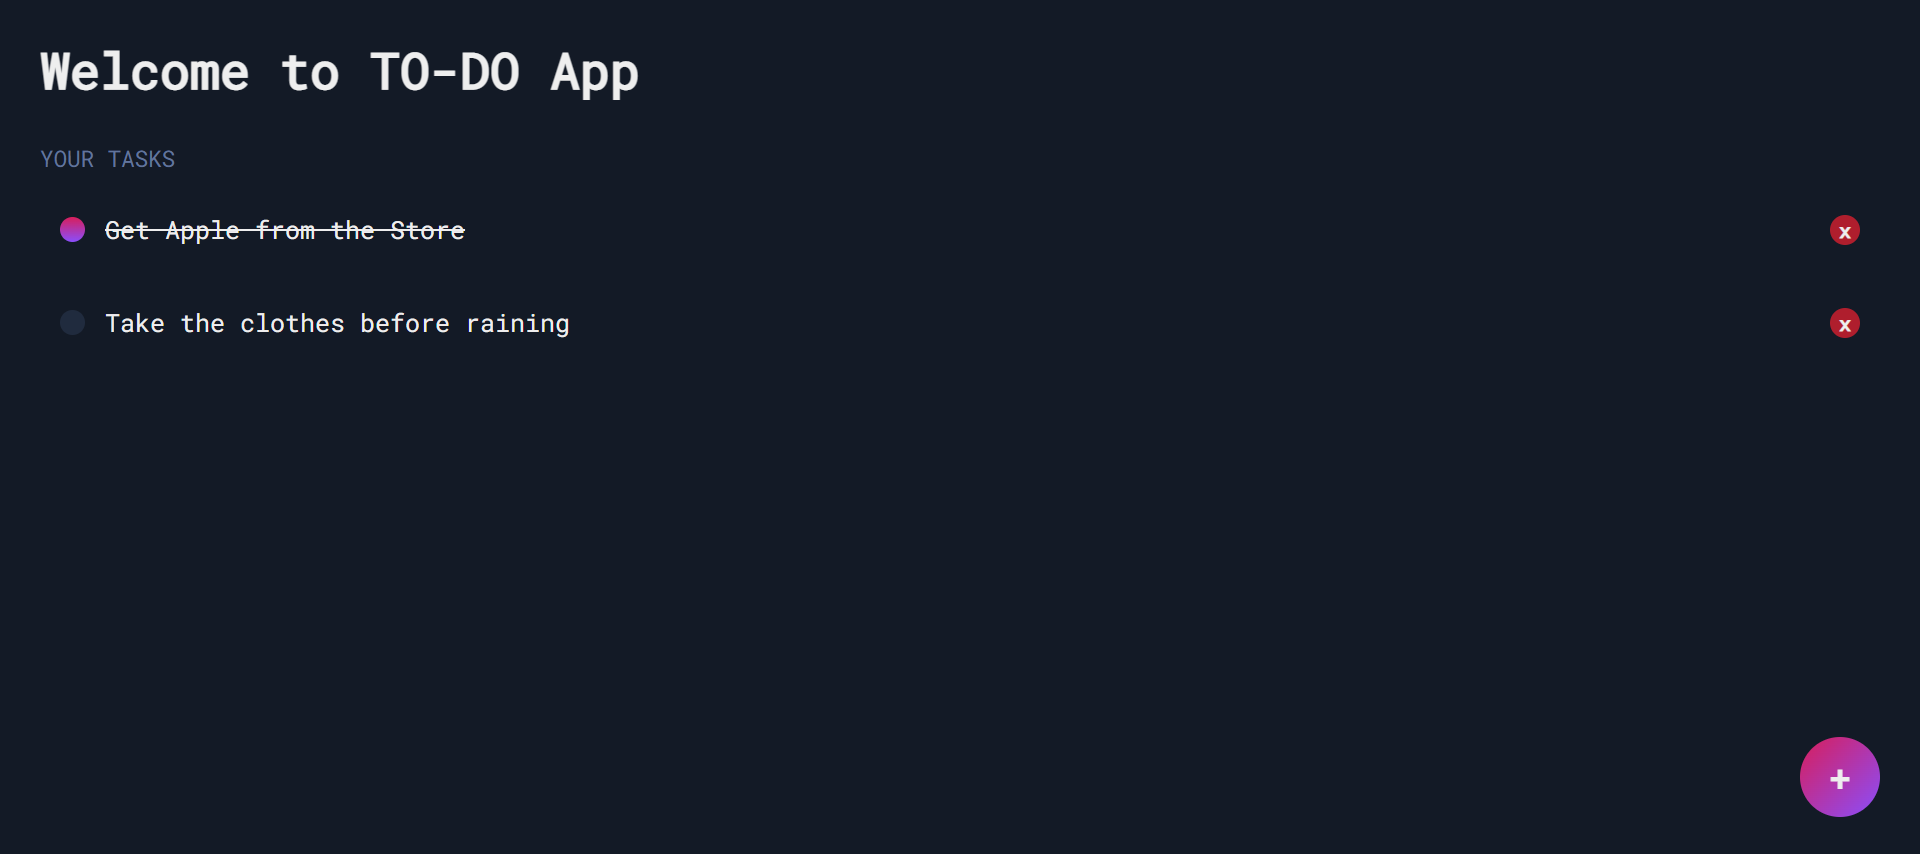 Welcome to TO-DO App
YOUR TASKS
Get Apple from the Store
x
Take the clothes before raining
x
+